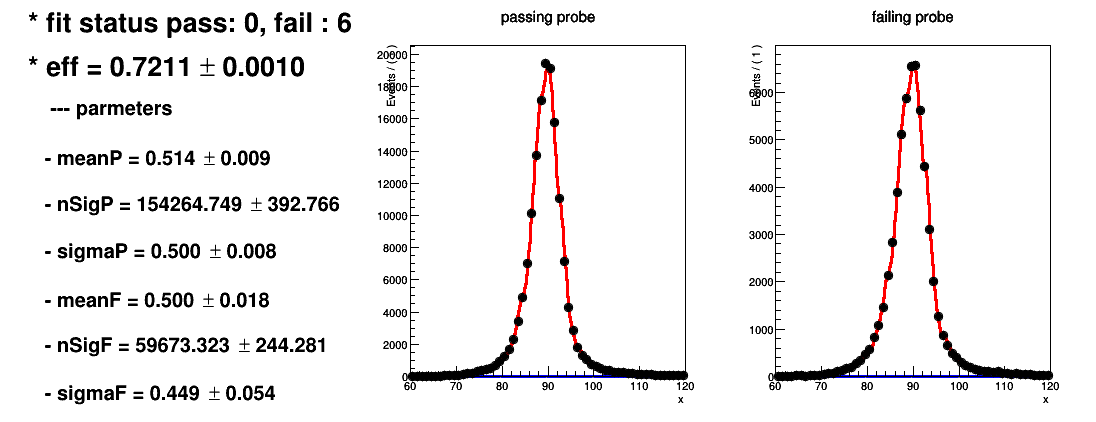 * fit status pass: 0, fail : 6
* eff = 0.7211 ± 0.0010
--- parmeters
- meanP = 0.514 ± 0.009
- nSigP = 154264.749 ± 392.766
- sigmaP = 0.500 ± 0.008
- meanF = 0.500 ± 0.018
- nSigF = 59673.323 ± 244.281
- sigmaF = 0.449 ± 0.054
passing probe
Events / ( 1 )
20000
18000
16000
14000
12000
10000
8000
6000
4000
2000
0
60 70 80 90 100 110 120
x
failing probe
Events / ( 1 )
6000
5000
4000
3000
2000
1000
0
60 70 80 90 100 110 120
x